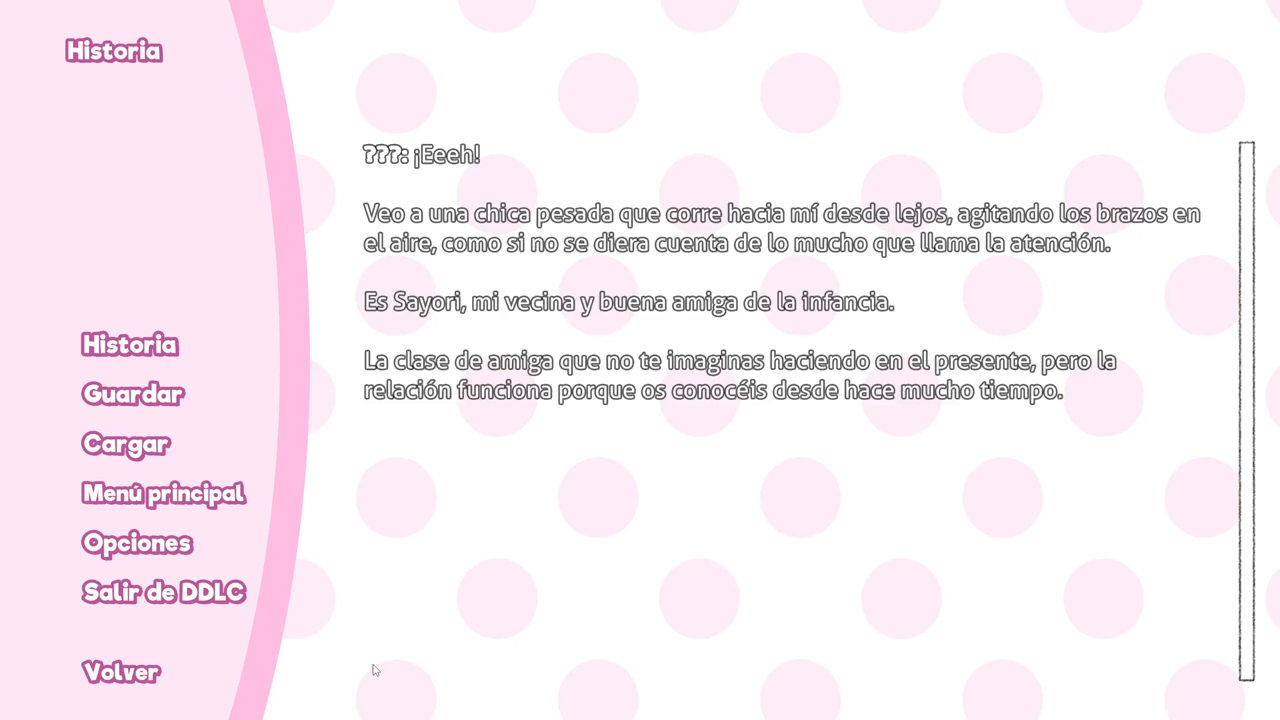 Historia
???: ¡Eeeh!
Veo a una chica pesada que corre hacia mí desde lejos, agitando los brazos en
el aire, como si no se diera cuenta de lo mucho que llama la atención.
Es Sayori, mi vecina y buena amiga de la infancia.
La clase de amiga que no te imaginas haciendo en el presente, pero la
relación funciona porque os conocéis desde hace mucho tiempo.
Historia
Guardar
Cargar
Menú principal
Opciones
Salir de DDLC
Volver